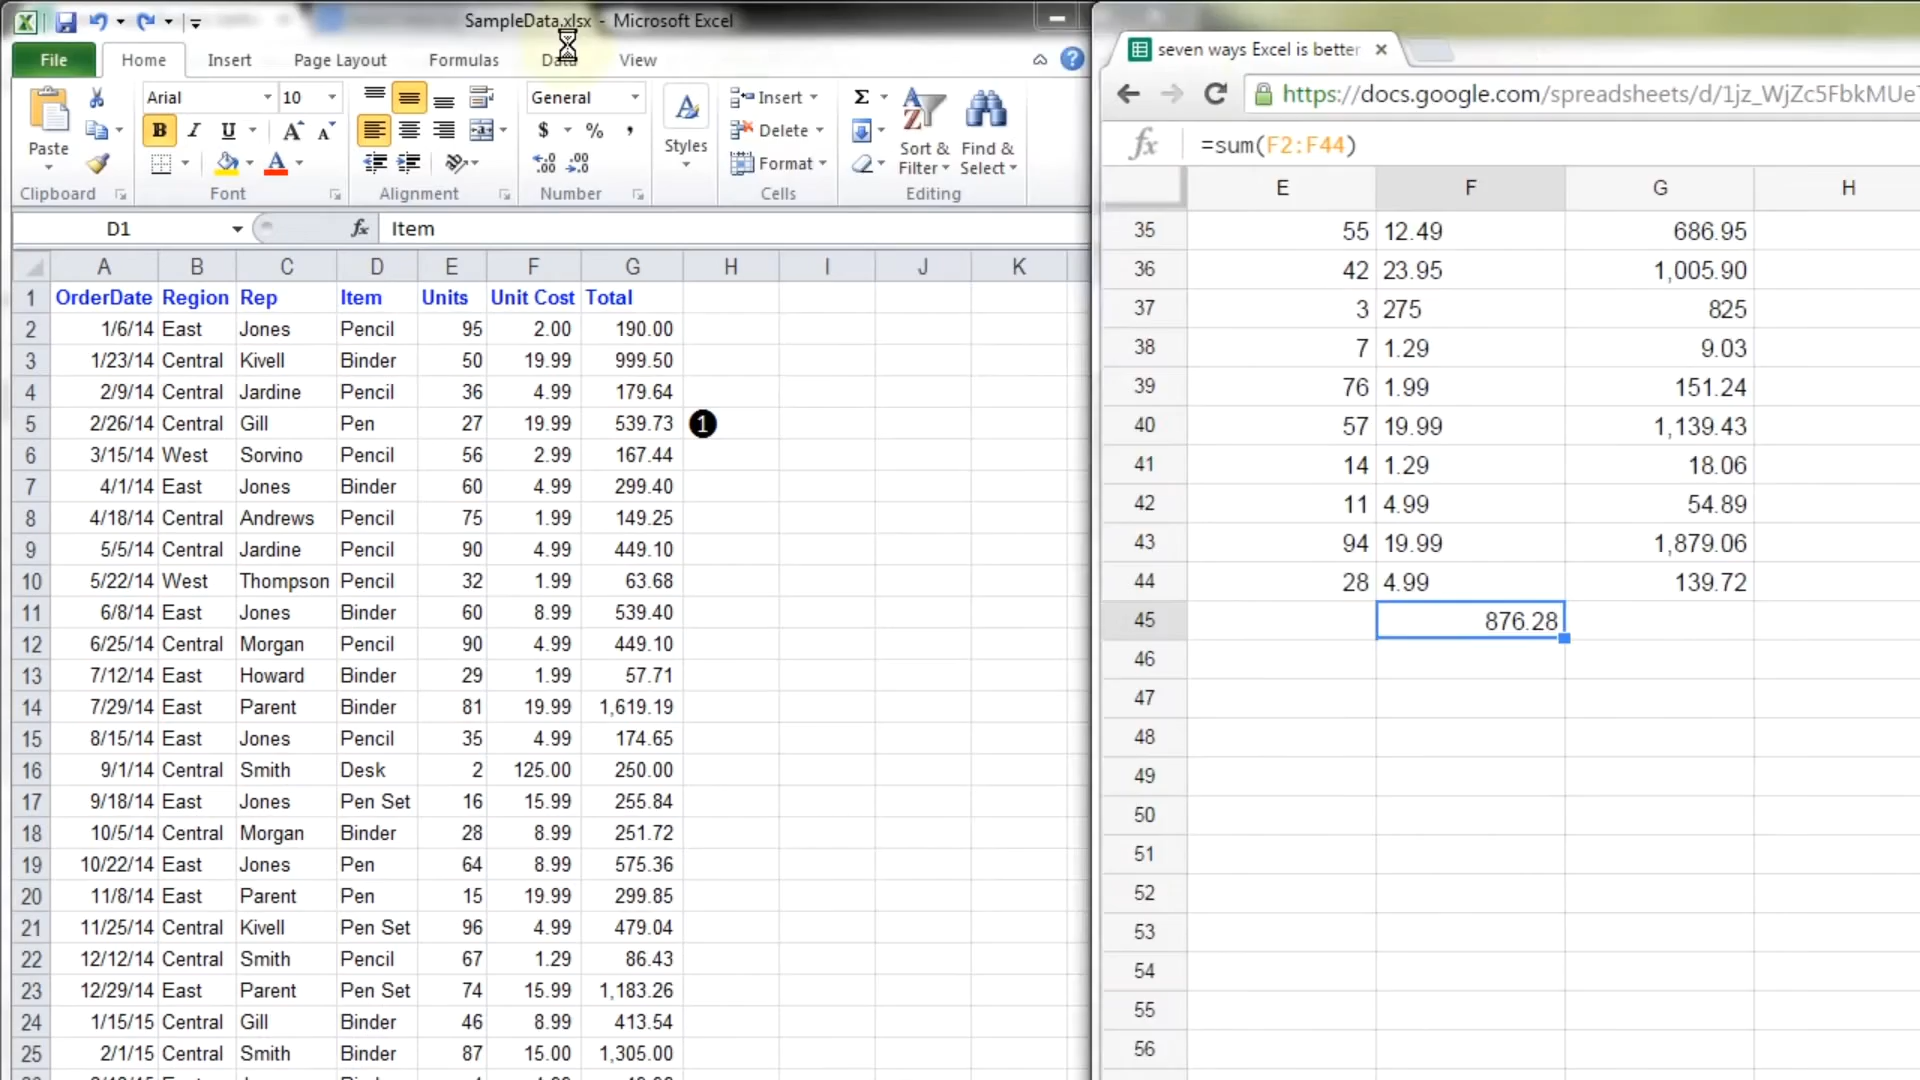 SampleData.xlsx - Microsoft Excel
File Home Insert Page Layout Formulas Data View
Paste
Arial 10
B I U A A
A
General
$ % ,
Styles
Insert
Delete
Format
Σ
Sort & Filter
Find & Select
Clipboard Font Alignment Number Cells Editing
D1 fx Item
A B C D E F G H I J K
1 OrderDate Region Rep Item Units Unit Cost Total
2 1/6/14 East Jones Pencil 95 2.00 190.00
3 1/23/14 Central Kivell Binder 50 19.99 999.50
4 2/9/14 Central Jardine Pencil 36 4.99 179.64
5 2/26/14 Central Gill Pen 27 19.99 539.73 1
6 3/15/14 West Sorvino Pencil 56 2.99 167.44
7 4/1/14 East Jones Binder 60 4.99 299.40
8 4/18/14 Central Andrews Pencil 75 1.99 149.25
9 5/5/14 Central Jardine Pencil 90 4.99 449.10
10 5/22/14 West Thompson Pencil 32 1.99 63.68
11 6/8/14 East Jones Binder 60 8.99 539.40
12 6/25/14 Central Morgan Pencil 90 4.99 449.10
13 7/12/14 East Howard Binder 29 1.99 57.71
14 7/29/14 East Parent Binder 81 19.99 1,619.19
15 8/15/14 East Jones Pencil 35 4.99 174.65
16 9/1/14 Central Smith Desk 2 125.00 250.00
17 9/18/14 East Jones Pen Set 16 15.99 255.84
18 10/5/14 Central Morgan Binder 28 8.99 251.72
19 10/22/14 East Jones Pen 64 8.99 575.36
20 11/8/14 East Parent Pen 15 19.99 299.85
21 11/25/14 Central Kivell Pen Set 96 4.99 479.04
22 12/12/14 Central Smith Pencil 67 1.29 86.43
23 12/29/14 East Parent Pen Set 74 15.99 1,183.26
24 1/15/15 Central Gill Binder 46 8.99 413.54
25 2/1/15 Central Smith Binder 87 15.00 1,305.00
seven ways Excel is better
https://docs.google.com/spreadsheets/d/1jz_WjZc5FbkMUe
fx =sum(F2:F44)
E F G H
35 55 12.49 686.95
36 42 23.95 1,005.90
37 3 275 825
38 7 1.29 9.03
39 76 1.99 151.24
40 57 19.99 1,139.43
41 14 1.29 18.06
42 11 4.99 54.89
43 94 19.99 1,879.06
44 28 4.99 139.72
45 876.28
46
47
48
49
50
51
52
53
54
55
56